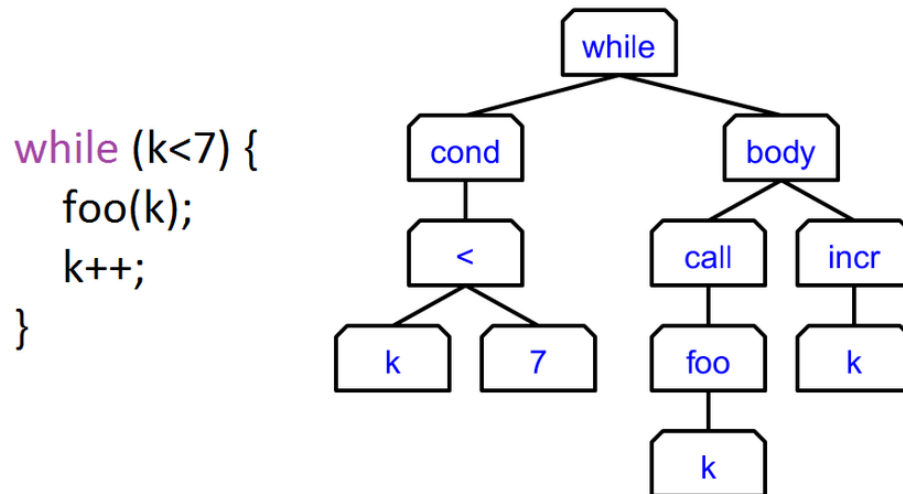 while (k<7) {
foo(k);
k++;
}
while
cond
body
<
call
incr
k
7
foo
k
k